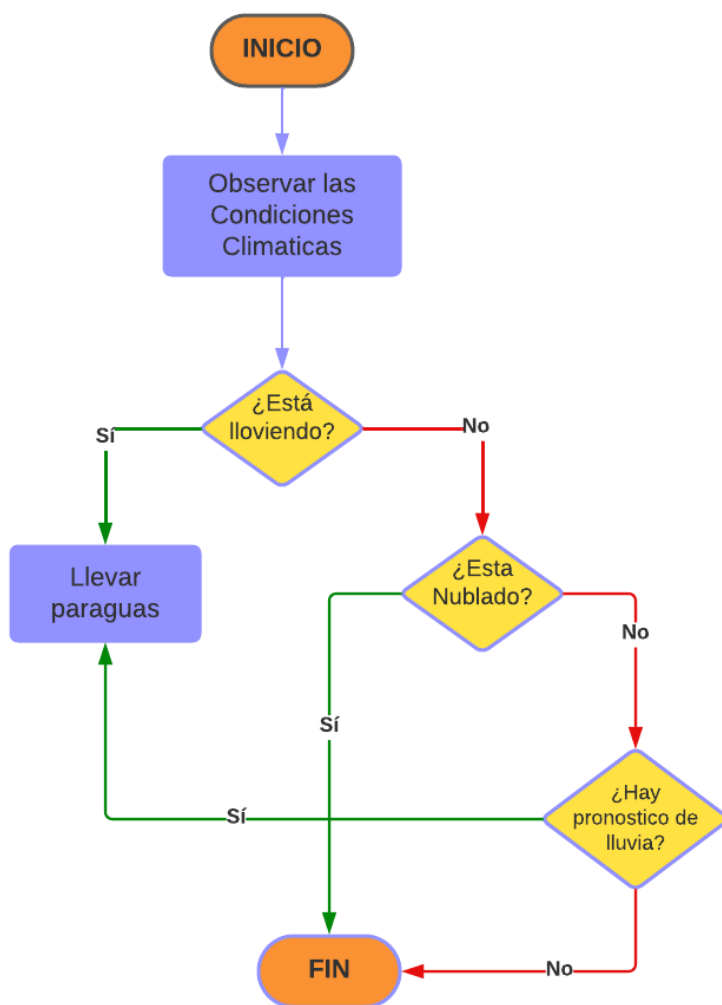 INICIO
Observar las
Condiciones
Climaticas
¿Está
lloviendo?
Sí
No
Llevar
paraguas
¿Esta
Nublado?
No
Sí
¿Hay
pronostico de
lluvia?
Sí
No
FIN